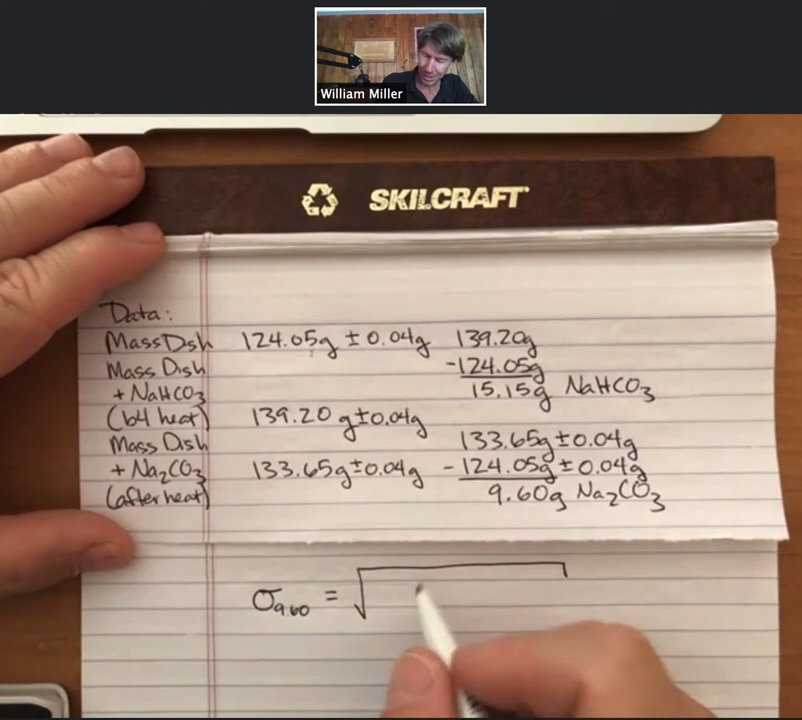 William Miller
SKILCRAFT
Data:
Mass Dish 124.05g ± 0.04g 139.20g
Mass Dish -124.05g
+ NaHCO3 15.15g NaHCO3
(b4 heat) 139.20 g±0.04g
Mass Dish 133.65g±0.04g
+ Na2CO3 133.65g±0.04g - 124.05g±0.04g
(after heat) 9.60g Na2CO3
σ9.60 = √